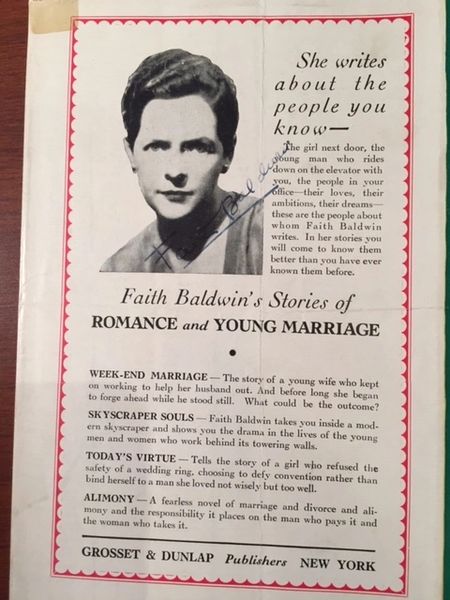 She writes
about the
people you
know—
The girl next door, the
young man who rides
down on the elevator with
you, the people in your
office—their loves, their
ambitions, their dreams—
these are the people about
whom Faith Baldwin
writes. In her stories you
will come to know them
better than you have ever
known them before.
Faith Baldwin
Faith Baldwin's Stories of
ROMANCE and YOUNG MARRIAGE
WEEK-END MARRIAGE — The story of a young wife who kept
on working to help her husband out. And before long she began
to forge ahead while he stood still. What could be the outcome?
SKYSCRAPER SOULS — Faith Baldwin takes you inside a mod-
ern skyscraper and shows you the drama in the lives of the young
men and women who work behind its towering walls.
TODAY'S VIRTUE — Tells the story of a girl who refused the
safety of a wedding ring, choosing to defy convention rather than
bind herself to a man she loved not wisely but too well.
ALIMONY — A fearless novel of marriage and divorce and ali-
mony and the responsibility it places on the man who pays it and
the woman who takes it.
GROSSET & DUNLAP Publishers NEW YORK